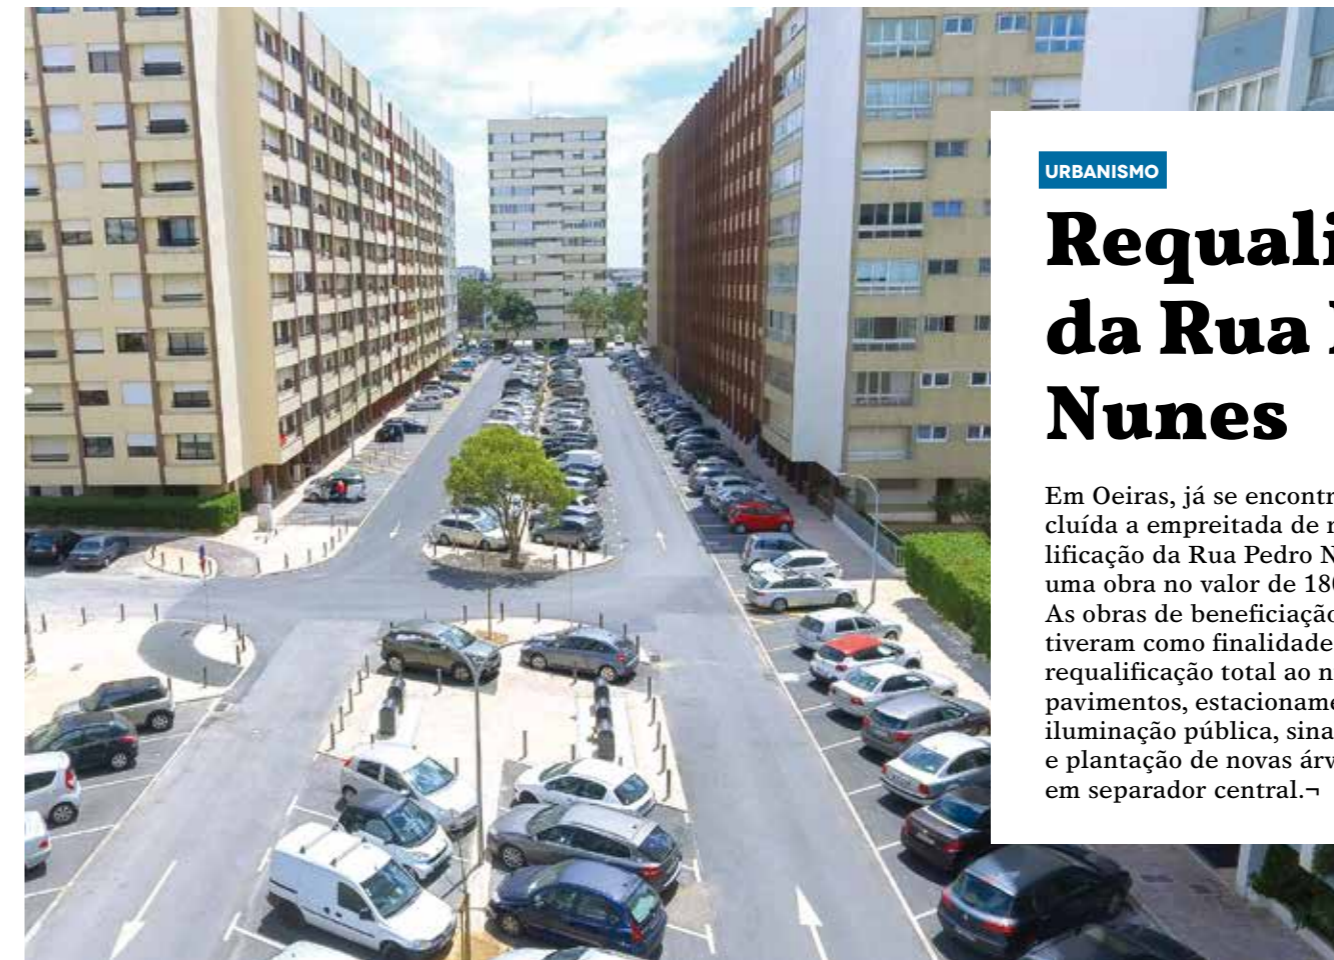 URBANISMO
Requali
da Rua
Nunes
Em Oeiras, já se encontr
cluída a empreitada de r
lificação da Rua Pedro N
uma obra no valor de 180
As obras de beneficiação
tiveram como finalidade
requalificação total ao n
pavimentos, estacioname
iluminação pública, sina
e plantação de novas árv
em separador central.¬